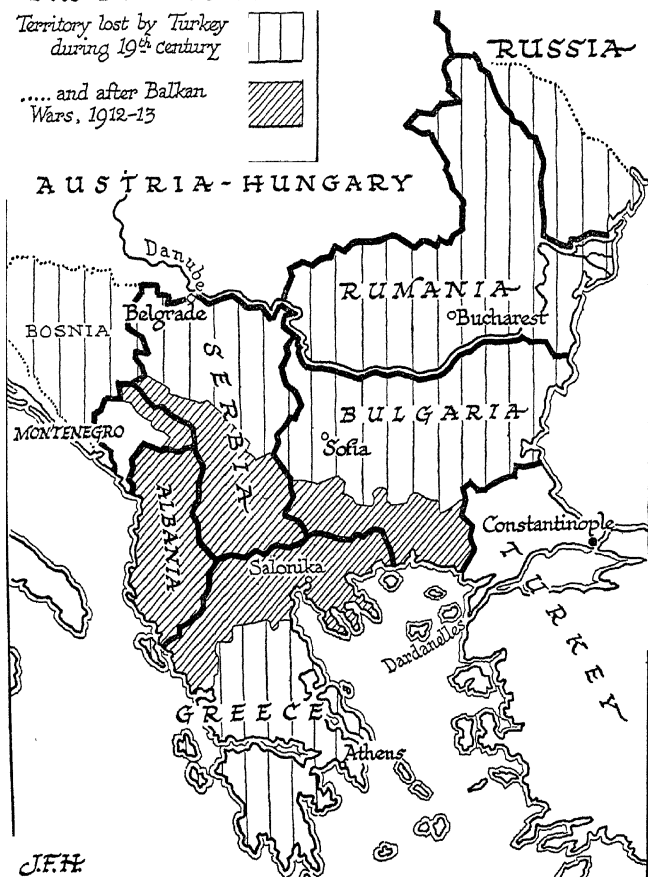 Territory lost by Turkey
during 19th century
..... and after Balkan
Wars, 1912-13
RUSSIA
AUSTRIA-HUNGARY
Danube
RUMANIA
Belgrade
Bucharest
BOSNIA
SERBIA
BULGARIA
MONTENEGRO
Sofia
ALBANIA
Constantinople
Salonika
TURKEY
Dardanelles
GREECE
Athens
J.F.H.